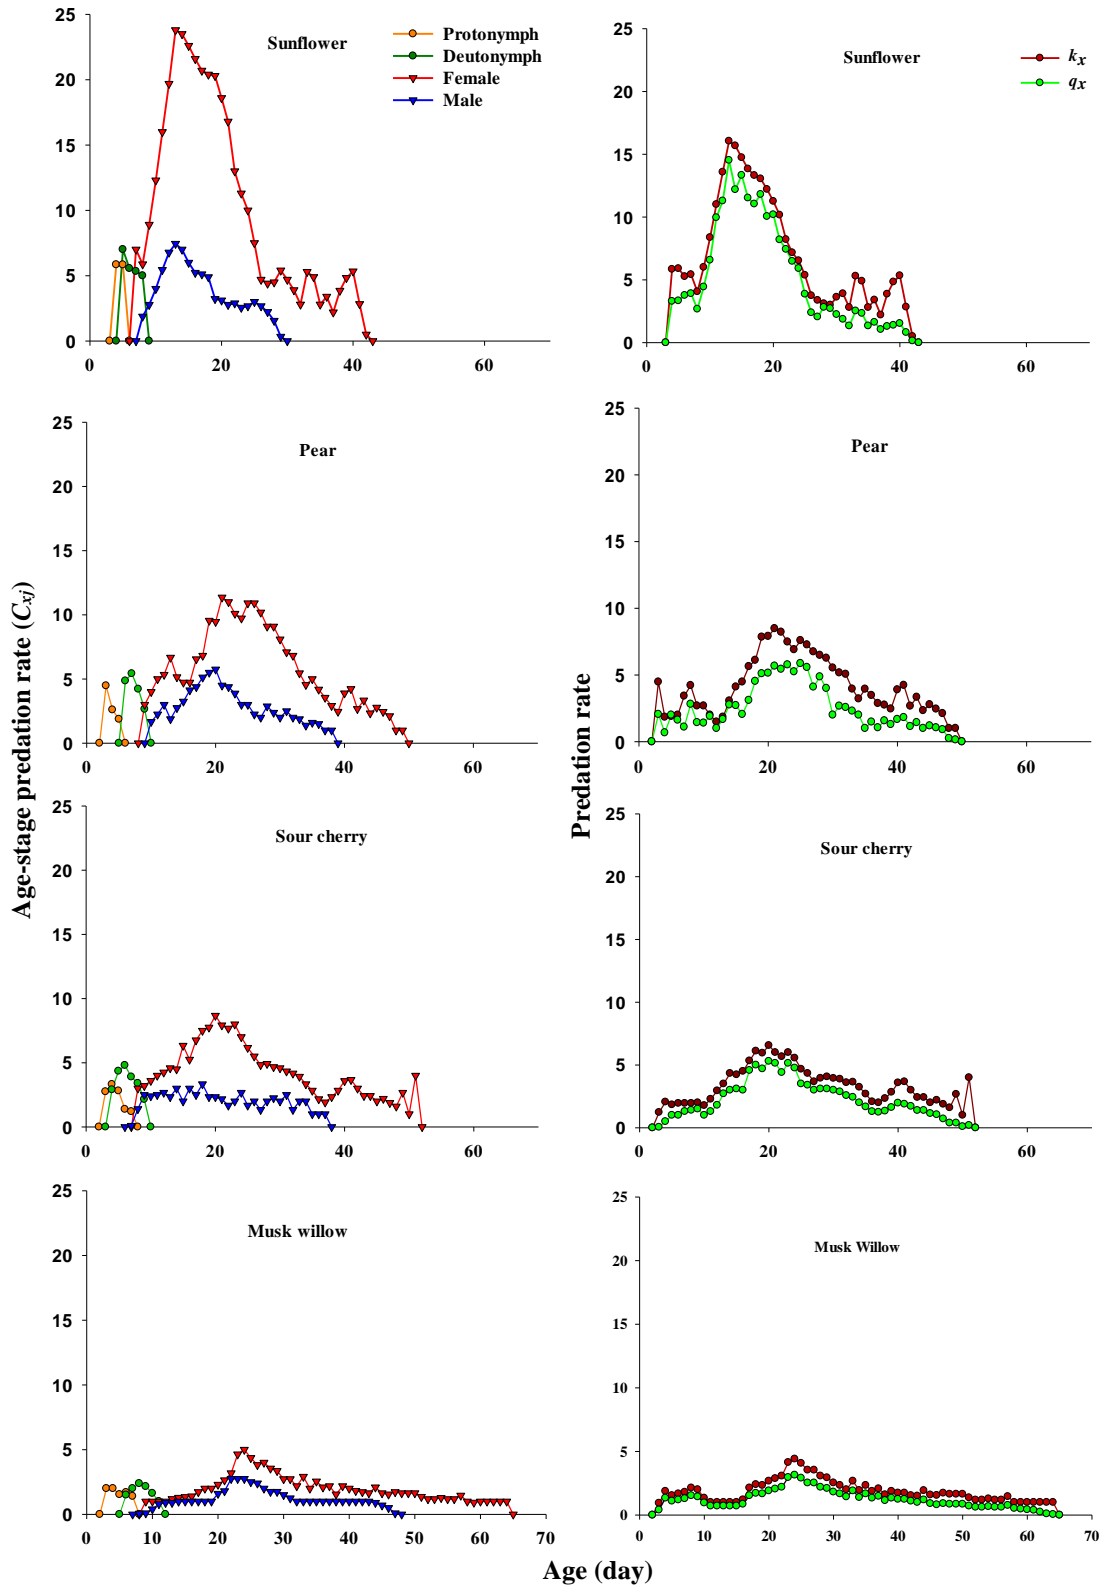 Age-stage predation rate (Cxj)
Sunflower
Protonymph
Deutonymph
Female
Male
25
20
15
10
5
0
0 20 40 60
Pear
25
20
15
10
5
0
0 20 40 60
Sour cherry
25
20
15
10
5
0
0 20 40 60
Musk willow
25
20
15
10
5
0
0 10 20 30 40 50 60 70
Predation rate
Sunflower
kx
qx
25
20
15
10
5
0
0 20 40 60
Pear
25
20
15
10
5
0
0 20 40 60
Sour cherry
25
20
15
10
5
0
0 20 40 60
Musk Willow
25
20
15
10
5
0
0 10 20 30 40 50 60 70
Age (day)